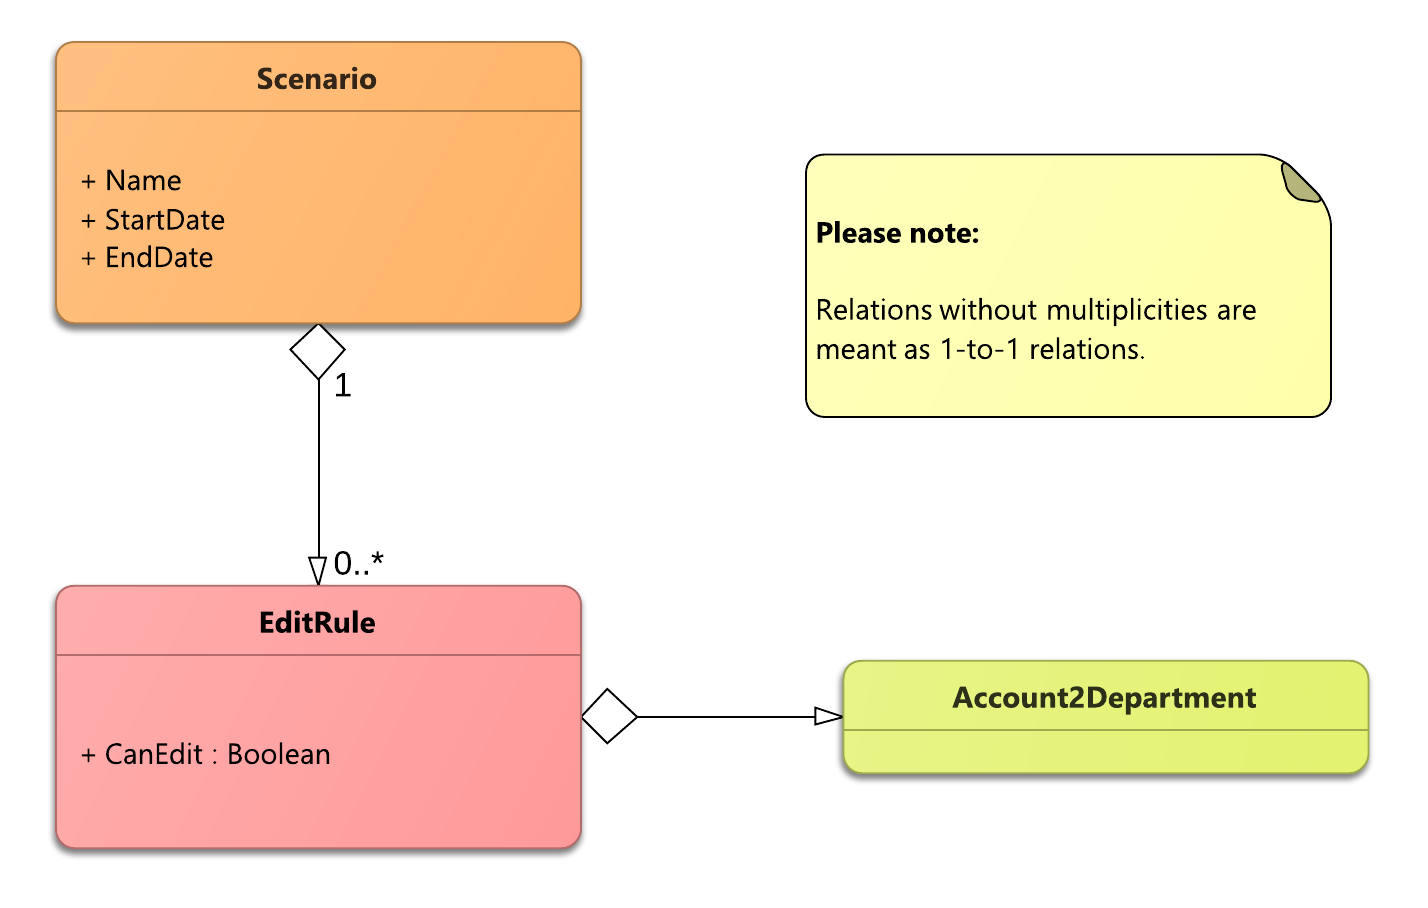 Scenario
+ Name
+ StartDate
+ EndDate
Please note:
Relations without multiplicities are
meant as 1-to-1 relations.
1
0..*
EditRule
+ CanEdit : Boolean
Account2Department